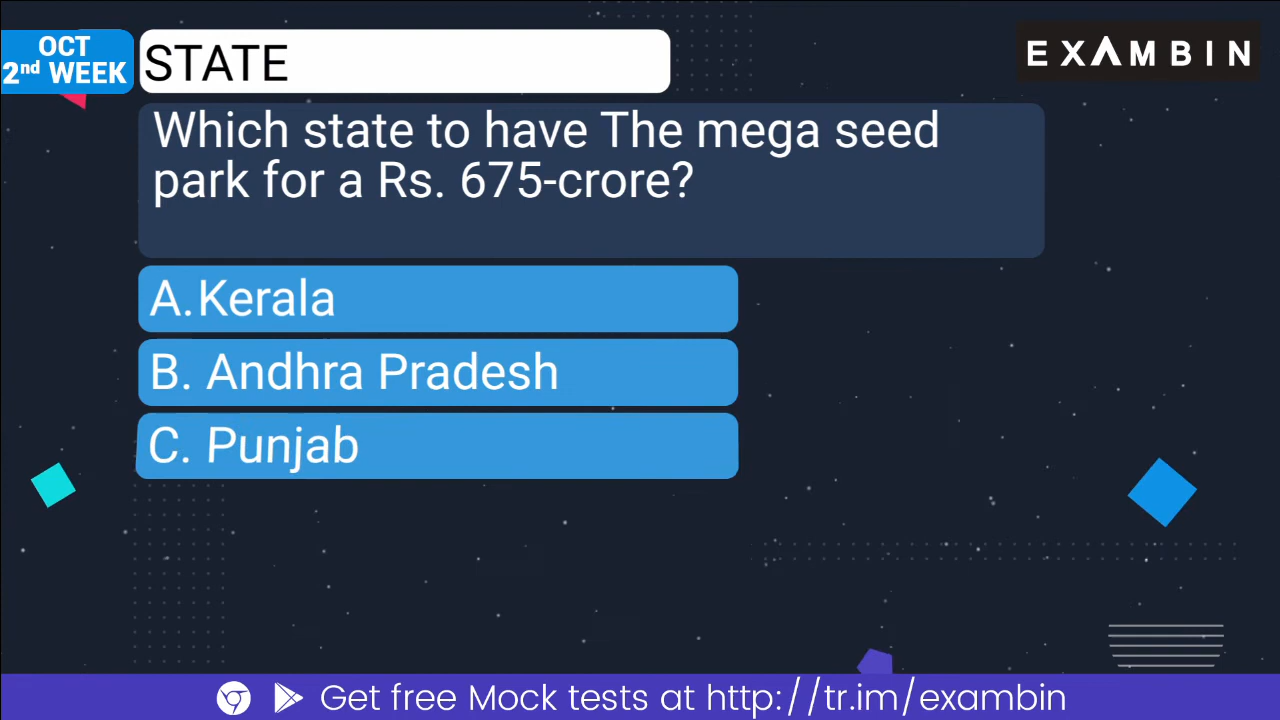 OCT
2nd WEEK
STATE
EXAMBIN
Which state to have The mega seed
park for a Rs. 675-crore?
A.Kerala
B. Andhra Pradesh
C. Punjab
Get free Mock tests at http://tr.im/exambin